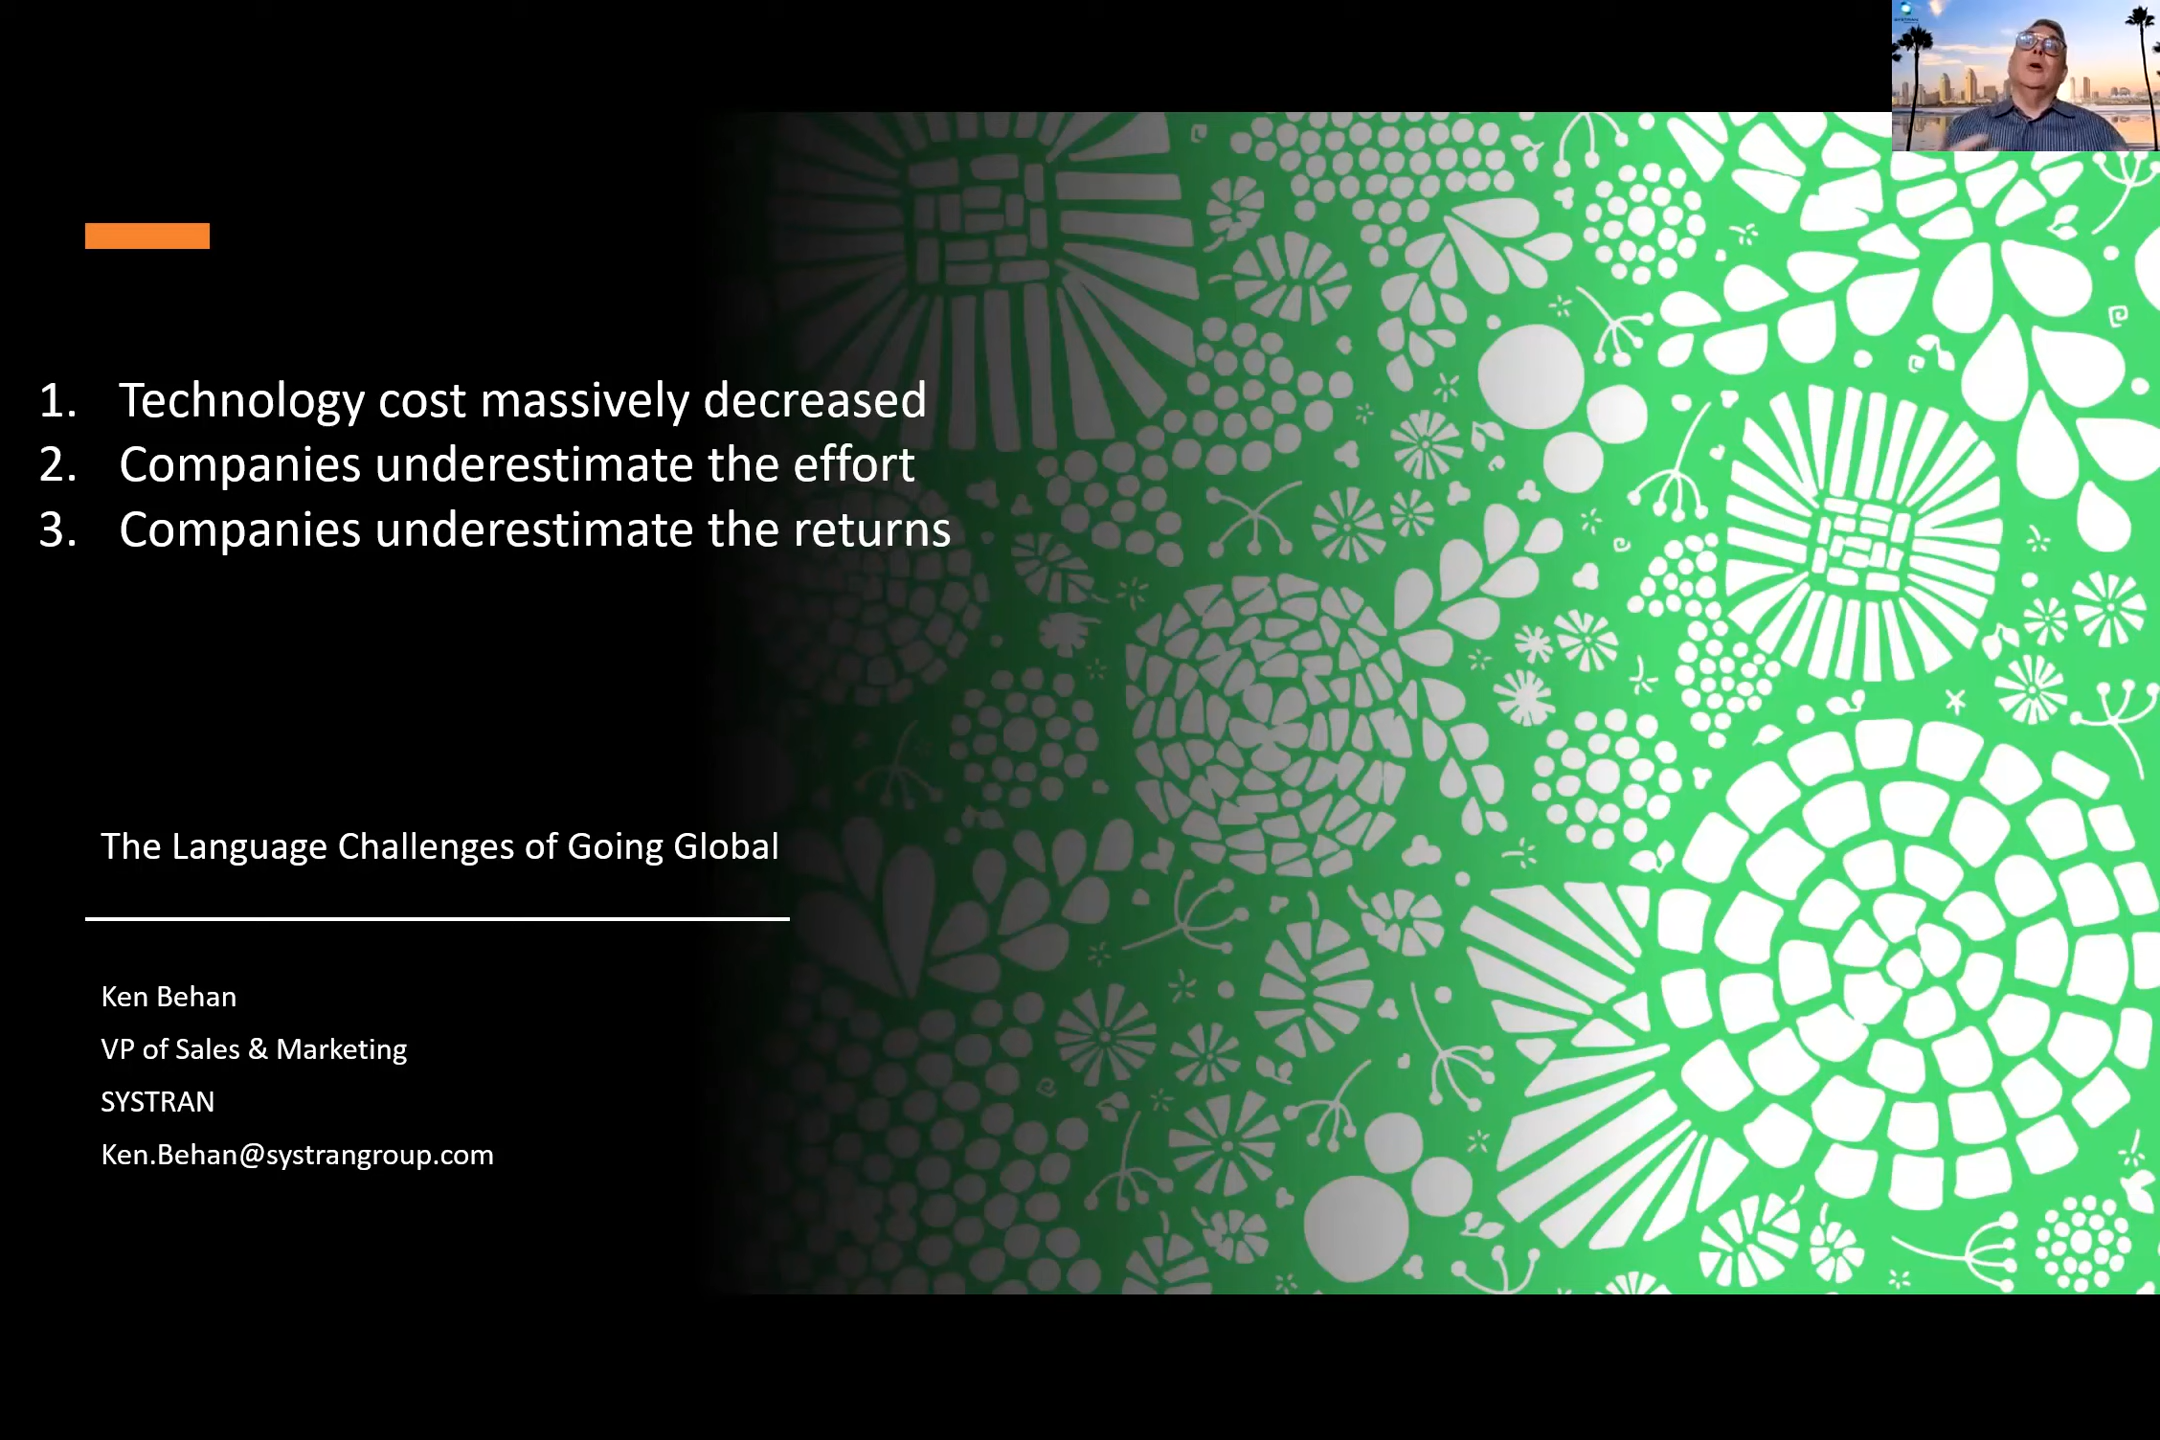 1. Technology cost massively decreased
2. Companies underestimate the effort
3. Companies underestimate the returns
The Language Challenges of Going Global
Ken Behan
VP of Sales & Marketing
SYSTRAN
Ken.Behan@systrangroup.com